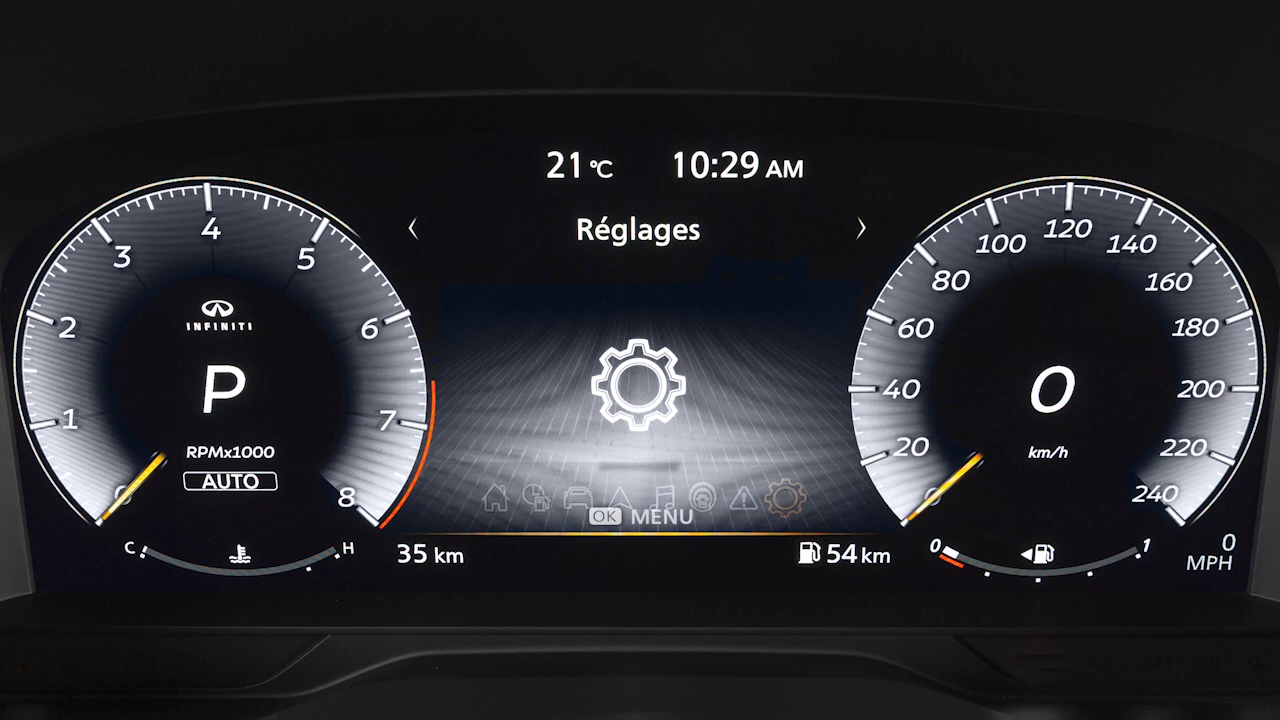 21 °C 10:29 AM
Réglages
0 1 2 3 4 5 6 7 8
INFINITI
P
RPMx1000
AUTO
C H
OK MENU
35 km
54 km
0 20 40 60 80 100 120 140 160 180 200 220 240
0
km/h
0 1
0
MPH